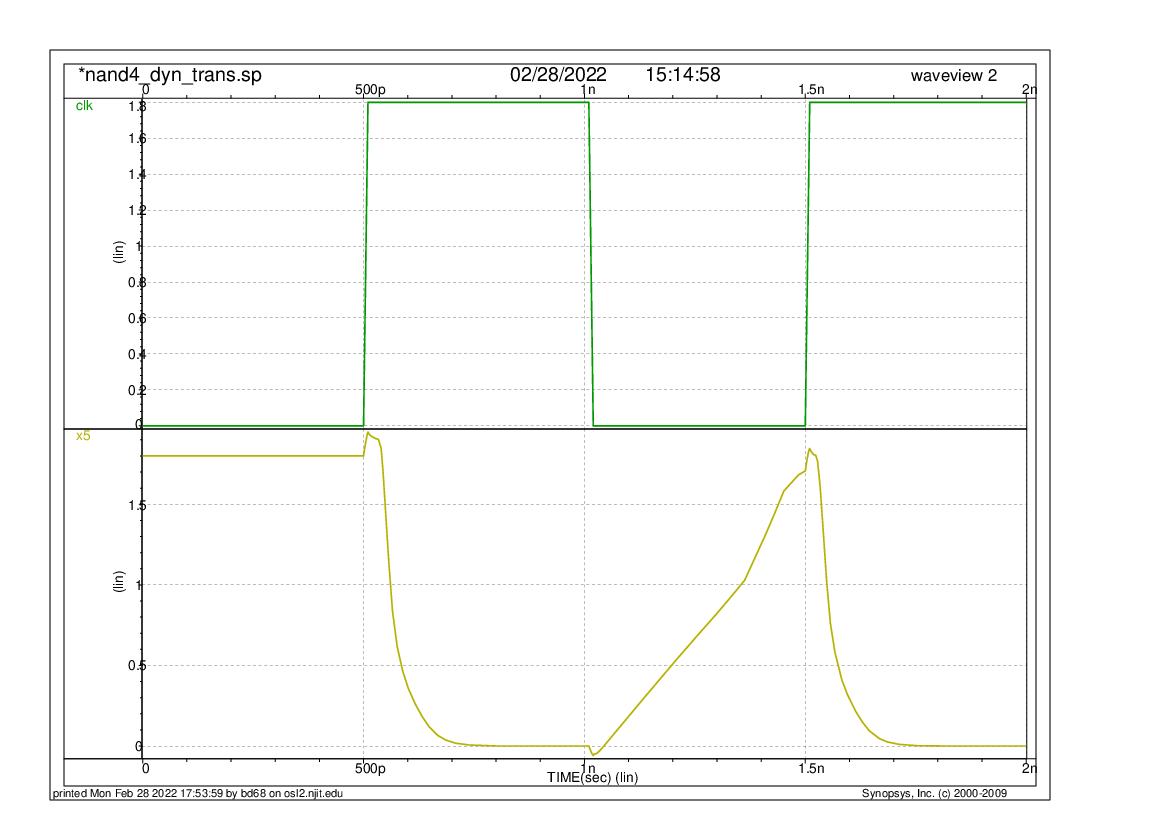 *nand4_dyn_trans.sp 02/28/2022 15:14:58 waveview 2
0 500p 1n 1.5n 2n
clk
1.8
1.6
1.4
1.2
1
(lin)
0.8
0.6
0.4
0.2
0
x5
1.5
1
(lin)
0.5
0
0 500p 1n 1.5n 2n
TIME(sec) (lin)
printed Mon Feb 28 2022 17:53:59 by bd68 on osl2.njit.edu Synopsys, Inc. (c) 2000-2009